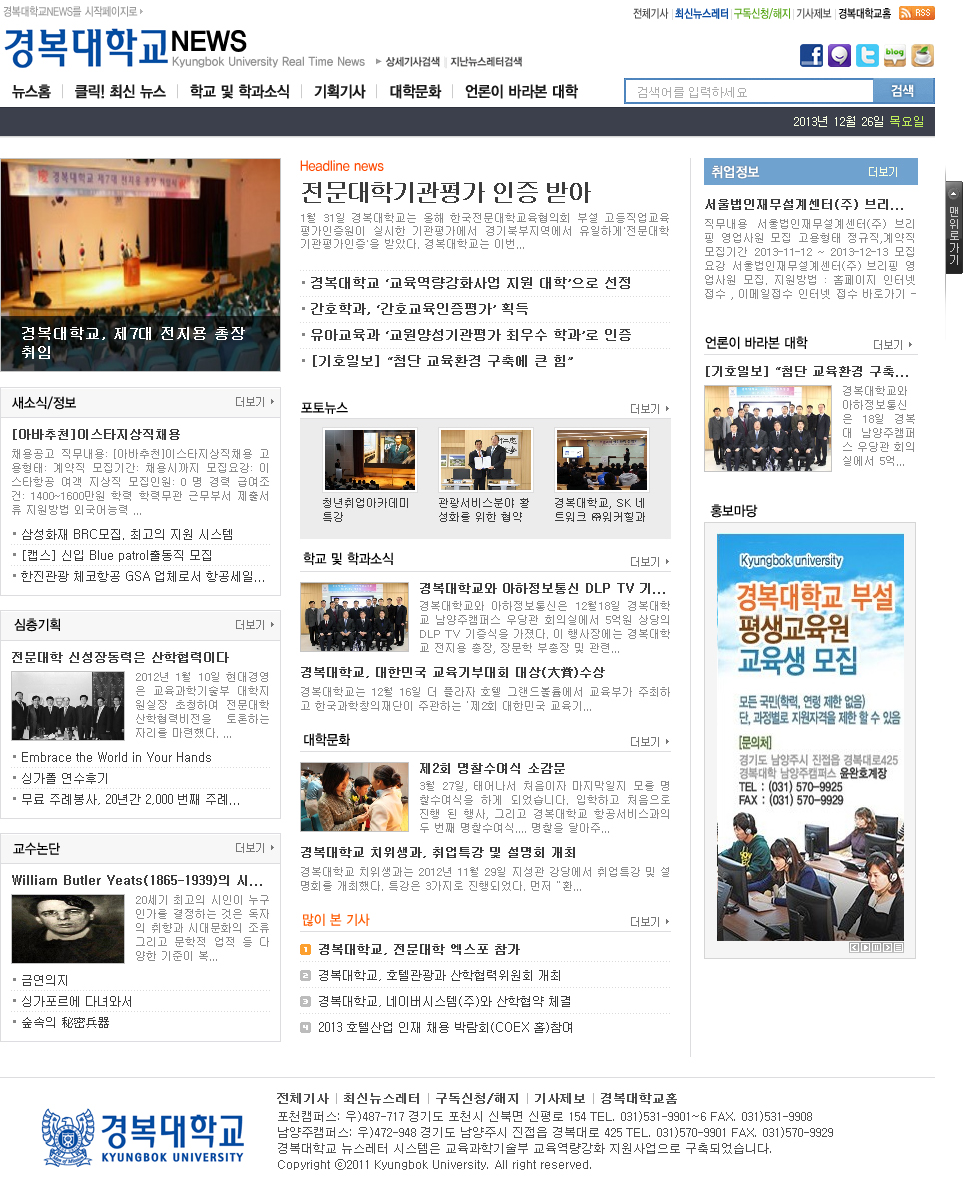 경복대학교NEWS를 시작페이지로
전체기사 최신뉴스레터 구독신청/해지 기사제보 경복대학교홈 RSS
경복대학교NEWS
Kyungbok University Real Time News 상세기사검색 지난뉴스레터검색
blog
뉴스홈 클릭! 최신 뉴스 학교 및 학과소식 기획기사 대학문화 언론이 바라본 대학
검색어를 입력하세요 검색
2013년 12월 26일 목요일
경복대학교 제7대 전지용 총장 취임식
경복대학교, 제7대 전지용 총장
취임
Headline news
전문대학기관평가 인증 받아
1월 31일 경복대학교는 올해 한국전문대학교육협의회 부설 고등직업교육
평가인증원이 실시한 기관평가에서 경기북부지역에서 유일하게'전문대학
기관평가인증'을 받았다. 경복대학교는 이번...
경복대학교 ‘교육역량강화사업 지원 대학’으로 선정
간호학과, ‘간호교육인증평가’ 획득
유아교육과 ‘교원양성기관평가 최우수 학과’로 인증
[기호일보] “첨단 교육환경 구축에 큰 힘”
취업정보 더보기
서울법인재무설계센터(주) 브리...
직무내용 서울법인재무설계센터(주) 브리
핑 영업사원 모집 고용형태 정규직,계약직
모집기간 2013-11-12 ~ 2013-12-13 모집
요강 서울법인재무설계센터(주) 브리핑 영
업사원 모집. 지원방법 : 홈페이지 인터넷
접수 , 이메일접수 인터넷 접수 바로가기 -
맨위로가기
언론이 바라본 대학 더보기
[기호일보] “첨단 교육환경 구축...
경복대학교와
아하정보통신
은 18일 경복
대 남양주캠퍼
스 우당관 회의
실에서 5억...
새소식/정보 더보기
[아바추천]이스타지상직채용
채용공고 직무내용: [아바추천]이스타지상직채용 고
용형태: 계약직 모집기간: 채용시까지 모집요강: 이
스타항공 여객 지상직 모집인원: 0 명 경력 급여조
건: 1400~1600만원 학력 학력무관 근무부서 제출서
류 지원방법 외국어능력 ...
삼성화재 BRC모집. 최고의 지원 시스템
[캡스] 신입 Blue patrol출동직 모집
한진관광 체코항공 GSA 업체로서 항공세일...
포토뉴스 더보기
청년취업아카데미
특강
관광서비스분야 활
성화를 위한 협약
경복대학교, SK 네
트워크 ㈜워커힐과
학교 및 학과소식 더보기
경복대학교와 아하정보통신 DLP TV 기...
경복대학교와 아하정보통신은 12월18일 경복대학
교 남양주캠퍼스 우당관 회의실에서 5억원 상당의
DLP TV 기증식을 가졌다. 이 행사장에는 경복대학
교 전지용 총장, 장문학 부총장 및 관련...
경복대학교, 대한민국 교육기부대회 대상(大賞)수상
경복대학교는 12월 16일 더 플라자 호텔 그랜드볼룸에서 교육부가 주최하
고 한국과학창의재단이 주관하는 '제2회 대한민국 교육기...
심층기획 더보기
전문대학 신성장동력은 산학협력이다
2012년 1월 10일 현대경영
은 교육과학기술부 대학지
원실장 초청하여 전문대학
산학협력비전을 토론하는
자리를 마련했다. ...
Embrace the World in Your Hands
싱가폴 연수후기
무료 주례봉사, 20년간 2,000 번째 주례...
대학문화 더보기
제2회 명찰수여식 소감문
3월 27일, 태어나서 처음이자 마지막일지 모를 명
찰수여식을 하게 되었습니다. 입학하고 처음으로
진행 된 행사, 그리고 경복대학교 항공서비스과의
두 번째 명찰수여식.... 명찰을 달아주...
경복대학교 치위생과, 취업특강 및 설명회 개최
경복대학교 치위생과는 2012년 11월 29일 지성관 강당에서 취업특강 및 설
명회를 개최했다. 특강은 3가지로 진행되었다. 먼저 "환...
교수논단 더보기
William Butler Yeats(1865-1939)의 시...
20세기 최고의 시인이 누구
인가를 결정하는 것은 독자
의 취향과 시대문화의 조류
그리고 문학적 업적 등 다
양한 기준이 복...
금연의지
싱가포르에 다녀와서
숲속의 秘密兵器
많이 본 기사 더보기
1 경복대학교, 전문대학 엑스포 참가
2 경복대학교, 호텔관광과 산학협력위원회 개최
3 경복대학교, 네이버시스템(주)와 산학협약 체결
4 2013 호텔산업 인재 채용 박람회(COEX 홀)참여
홍보마당
Kyungbok university
경복대학교 부설
평생교육원
교육생 모집
모든 국민(학력, 연령 제한 없음)
단, 과정별로 지원자격을 제한 할 수 있음
[문의처]
경기도 남양주시 진접읍 경복대로425
경복대학 남양주캠퍼스 윤완호계장
TEL : (031) 570-9925
FAX : (031) 570-9929
전체기사 최신뉴스레터 구독신청/해지 기사제보 경복대학교홈
포천캠퍼스: 우)487-717 경기도 포천시 신북면 신평로 154 TEL. 031)531-9901~6 FAX. 031)531-9908
남양주캠퍼스: 우)472-948 경기도 남양주시 진접읍 경복대로 425 TEL. 031)570-9901 FAX. 031)570-9929
경복대학교 뉴스레터 시스템은 교육과학기술부 교육역량강화 지원사업으로 구축되었습니다.
Copyright ⓒ2011 Kyungbok University. All right reserved.
경복대학교
KYUNGBOK UNIVERSITY